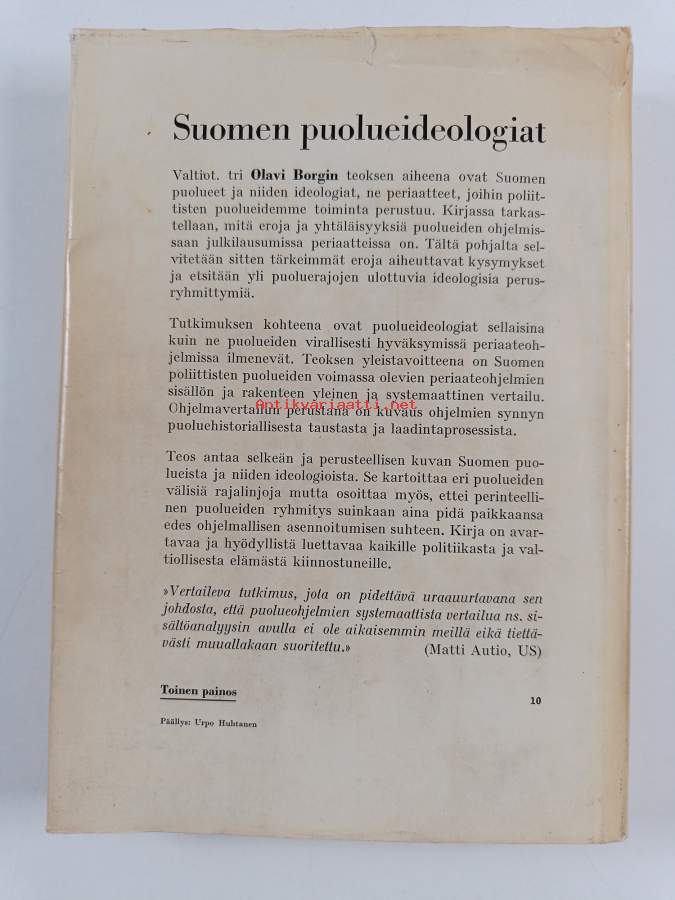 Suomen puolueideologiat
Valtiot. tri Olavi Borgin teoksen aiheena ovat Suomen
puolueet ja niiden ideologiat, ne periaatteet, joihin poliit-
tisten puolueidemme toiminta perustuu. Kirjassa tarkas-
tellaan, mitä eroja ja yhtäläisyyksiä puolueiden ohjelmis-
saan julkilausumissa periaatteissa on. Tältä pohjalta sel-
vitetään sitten tärkeimmät eroja aiheuttavat kysymykset
ja etsitään yli puoluerajojen ulottuvia ideologisia perus-
ryhmittymiä.
Tutkimuksen kohteena ovat puolueideologiat sellaisina
kuin ne puolueiden virallisesti hyväksymissä periaateoh-
jelmissa ilmenevät. Teoksen yleistavoitteena on Suomen
poliittisten puolueiden voimassa olevien periaateohjelmien
sisällön ja rakenteen yleinen ja systemaattinen vertailu.
Antikvariaatti.net
Ohjelmavertailun perustana on kuvaus ohjelmien synnyn
puoluehistoriallisesta taustasta ja laadintaprosessista.
Teos antaa selkeän ja perusteellisen kuvan Suomen puo-
lueista ja niiden ideologioista. Se kartoittaa eri puolueiden
välisiä rajalinjoja mutta osoittaa myös, ettei perinteelli-
nen puolueiden ryhmitys suinkaan aina pidä paikkaansa
edes ohjelmallisen asennoitumisen suhteen. Kirja on avar-
tavaa ja hyödyllistä luettavaa kaikille politiikasta ja val-
tiollisesta elämästä kiinnostuneille.
»Vertaileva tutkimus, jota on pidettävä uraauurtavana sen
johdosta, että puolueohjelmien systemaattista vertailua ns. si-
sältöanalyysin avulla ei ole aikaisemmin meillä eikä tiettä-
västi muuallakaan suoritettu.» (Matti Autio, US)
Toinen painos
10
Päällys: Urpo Huhtanen